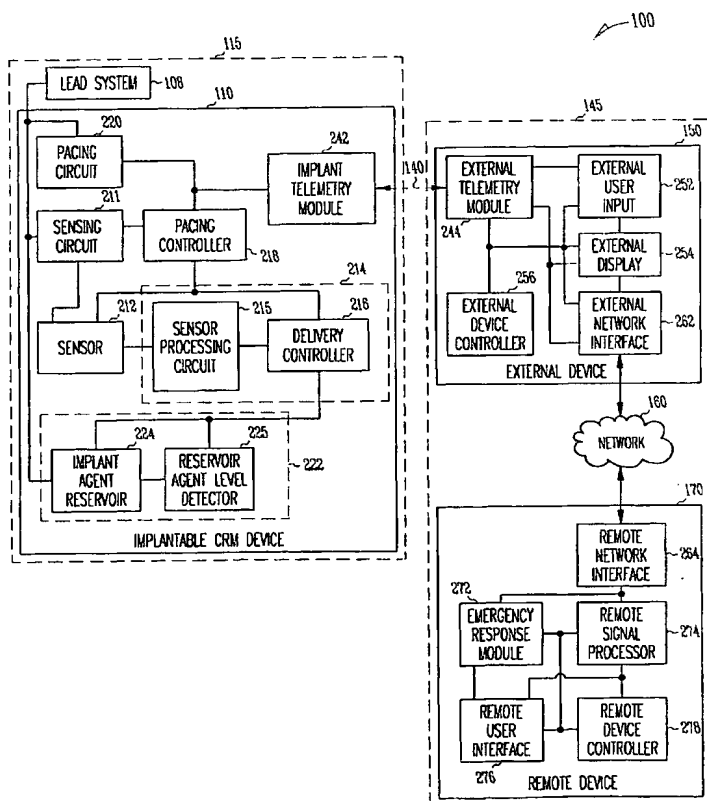 100
115
LEAD SYSTEM
108
110
220
PACING
CIRCUIT
242
IMPLANT
TELEMETRY
MODULE
211
SENSING
CIRCUIT
PACING
CONTROLLER
218
214
212
SENSOR
215
SENSOR
PROCESSING
CIRCUIT
216
DELIVERY
CONTROLLER
224
IMPLANT
AGENT
RESERVOIR
225
RESERVOIR
AGENT LEVEL
DETECTOR
222
IMPLANTABLE CRM DEVICE
140
145
150
EXTERNAL
TELEMETRY
MODULE
244
EXTERNAL
USER
INPUT
252
EXTERNAL
DISPLAY
254
256
EXTERNAL
DEVICE
CONTROLLER
EXTERNAL
NETWORK
INTERFACE
262
EXTERNAL DEVICE
160
NETWORK
170
REMOTE
NETWORK
INTERFACE
264
272
EMERGENCY
RESPONSE
MODULE
REMOTE
SIGNAL
PROCESSOR
274
REMOTE
USER
INTERFACE
276
REMOTE
DEVICE
CONTROLLER
278
REMOTE DEVICE